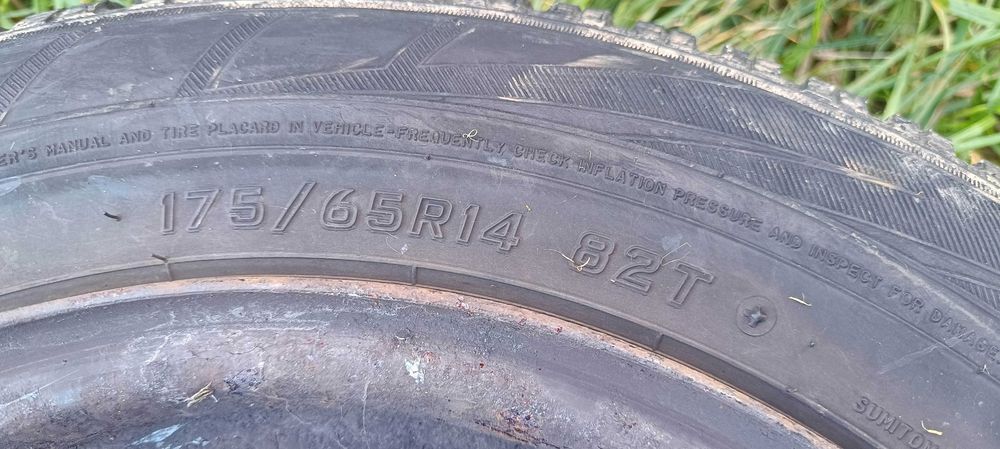 ER'S MANUAL AND TIRE PLACARD IN VEHICLE-FREQUENTLY CHECK INFLATION PRESSURE AND INSPECT FOR DAMAGE
175/65R14 82T
SUMITOM